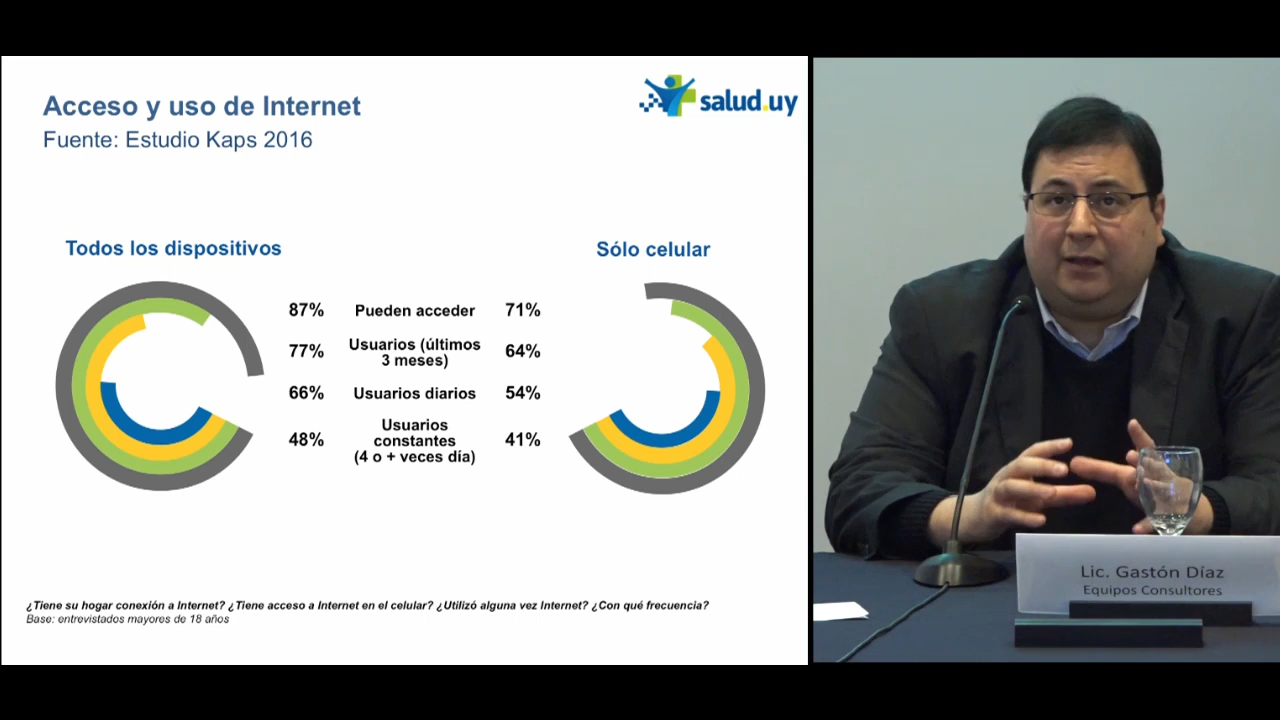 Acceso y uso de Internet
Fuente: Estudio Kaps 2016
salud.uy
Todos los dispositivos
Sólo celular
87% Pueden acceder 71%
77% Usuarios (últimos 3 meses) 64%
66% Usuarios diarios 54%
48% Usuarios constantes (4 o + veces día) 41%
¿Tiene su hogar conexión a Internet? ¿Tiene acceso a Internet en el celular? ¿Utilizó alguna vez Internet? ¿Con qué frecuencia?
Base: entrevistados mayores de 18 años
Lic. Gastón Díaz
Equipos Consultores